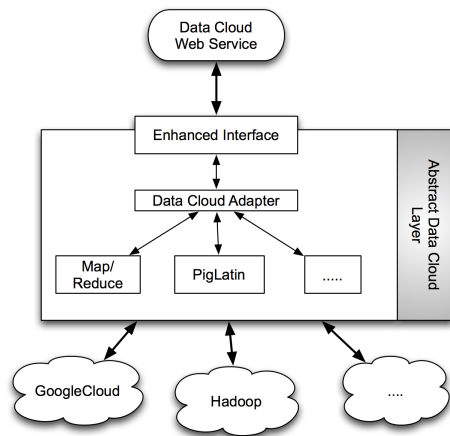 Data Cloud
Web Service
Enhanced Interface
Data Cloud Adapter
Map/
Reduce
PigLatin
.....
Abstract Data Cloud
Layer
GoogleCloud
Hadoop
....